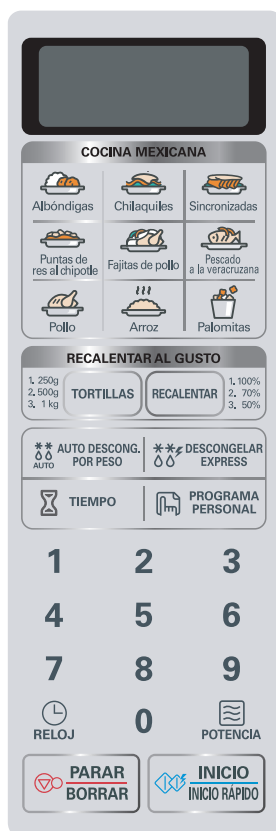 COCINA MEXICANA
Albóndigas
Chilaquiles
Sincronizadas
Puntas de
res al chipotle
Fajitas de pollo
Pescado
a la veracruzana
Pollo
Arroz
Palomitas
RECALENTAR AL GUSTO
1. 250g
2. 500g
3. 1 kg
TORTILLAS
RECALENTAR
1. 100%
2. 70%
3. 50%
AUTO
AUTO DESCONG.
POR PESO
DESCONGELAR
EXPRESS
TIEMPO
PROGRAMA
PERSONAL
1 2 3
4 5 6
7 8 9
RELOJ
0
POTENCIA
PARAR
BORRAR
INICIO
INICIO RÁPIDO